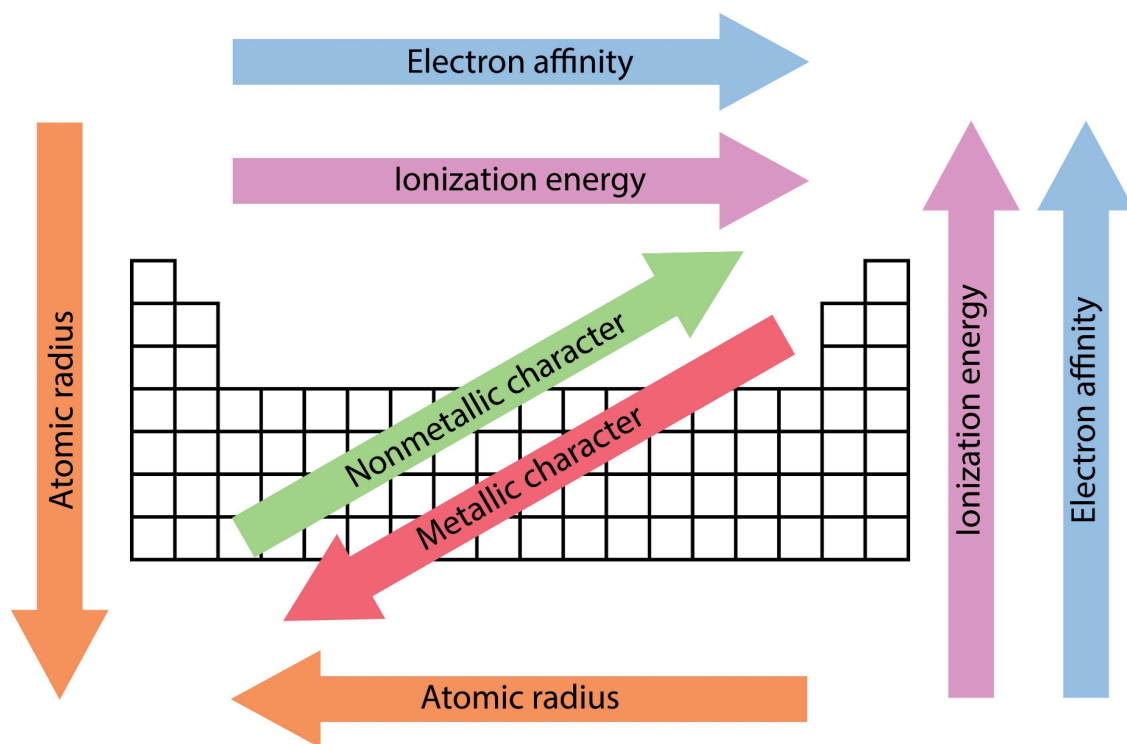 Electron affinity
Ionization energy
Atomic radius
Nonmetallic character
Metallic character
Ionization energy
Electron affinity
Atomic radius